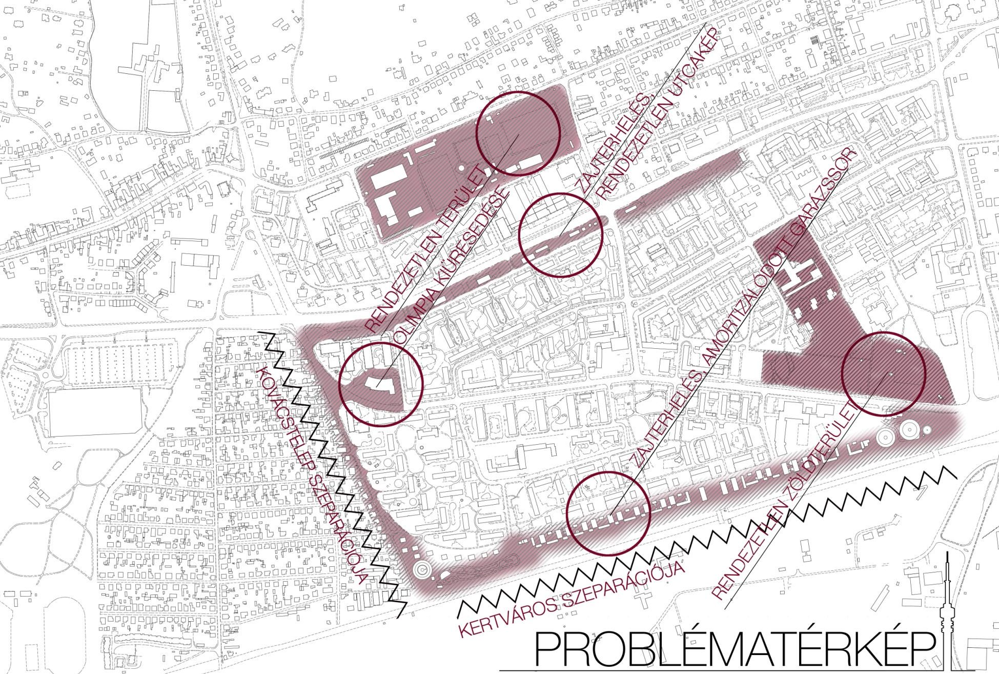 ZAJTERHELÉS,
RENDEZETLEN UTCAKÉP
RENDEZETLEN TERÜLET
OLIMPIA KIÜRESEDÉSE
ZAJTERHELÉS, AMORTIZÁLÓDOTT GARÁZSSOR
RENDEZETLEN ZÖLDTERÜLET
KOVÁCSTELEP SZEPARÁCIÓJA
KERTVÁROS SZEPARÁCIÓJA
PROBLÉMATÉRKÉP